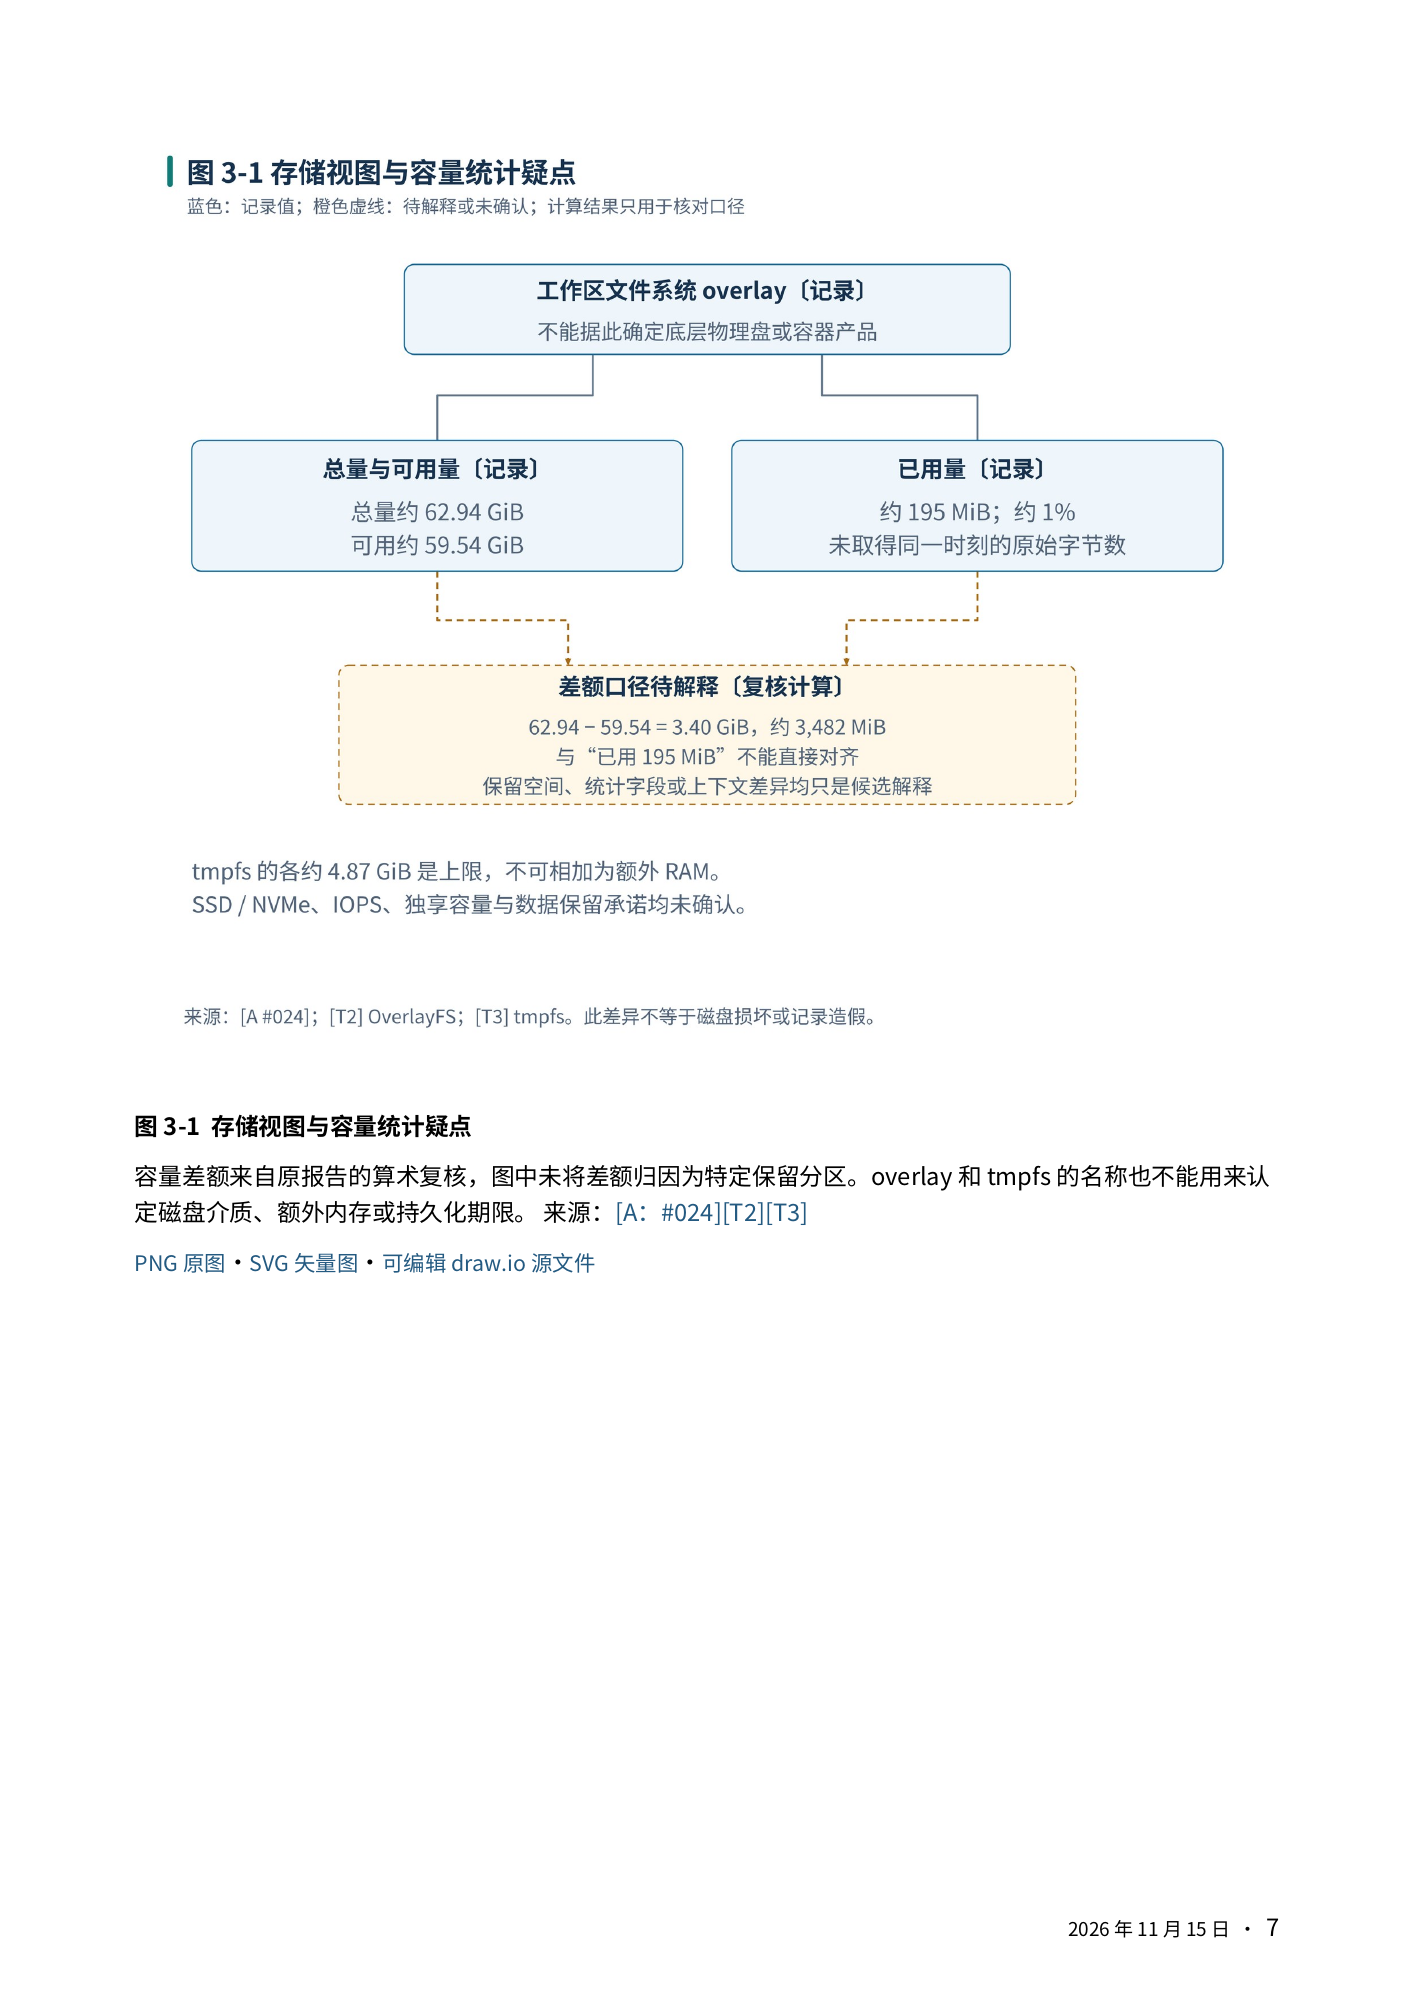 图 3-1 存储视图与容量统计疑点
蓝色：记录值；橙色虚线：待解释或未确认；计算结果只用于核对口径
工作区文件系统 overlay〔记录〕
不能据此确定底层物理盘或容器产品
总量与可用量〔记录〕
总量约 62.94 GiB
可用约 59.54 GiB
已用量〔记录〕
约 195 MiB；约 1%
未取得同一时刻的原始字节数
差额口径待解释〔复核计算〕
62.94 − 59.54 = 3.40 GiB，约 3,482 MiB
与“已用 195 MiB”不能直接对齐
保留空间、统计字段或上下文差异均只是候选解释
tmpfs 的各约 4.87 GiB 是上限，不可相加为额外 RAM。
SSD / NVMe、IOPS、独享容量与数据保留承诺均未确认。
来源：[A #024]；[T2] OverlayFS；[T3] tmpfs。此差异不等于磁盘损坏或记录造假。
图 3-1 存储视图与容量统计疑点
容量差额来自原报告的算术复核，图中未将差额归因为特定保留分区。overlay 和 tmpfs 的名称也不能用来认
定磁盘介质、额外内存或持久化期限。 来源：[A：#024][T2][T3]
PNG 原图 • SVG 矢量图 • 可编辑 draw.io 源文件
2026 年 11 月 15 日 • 7